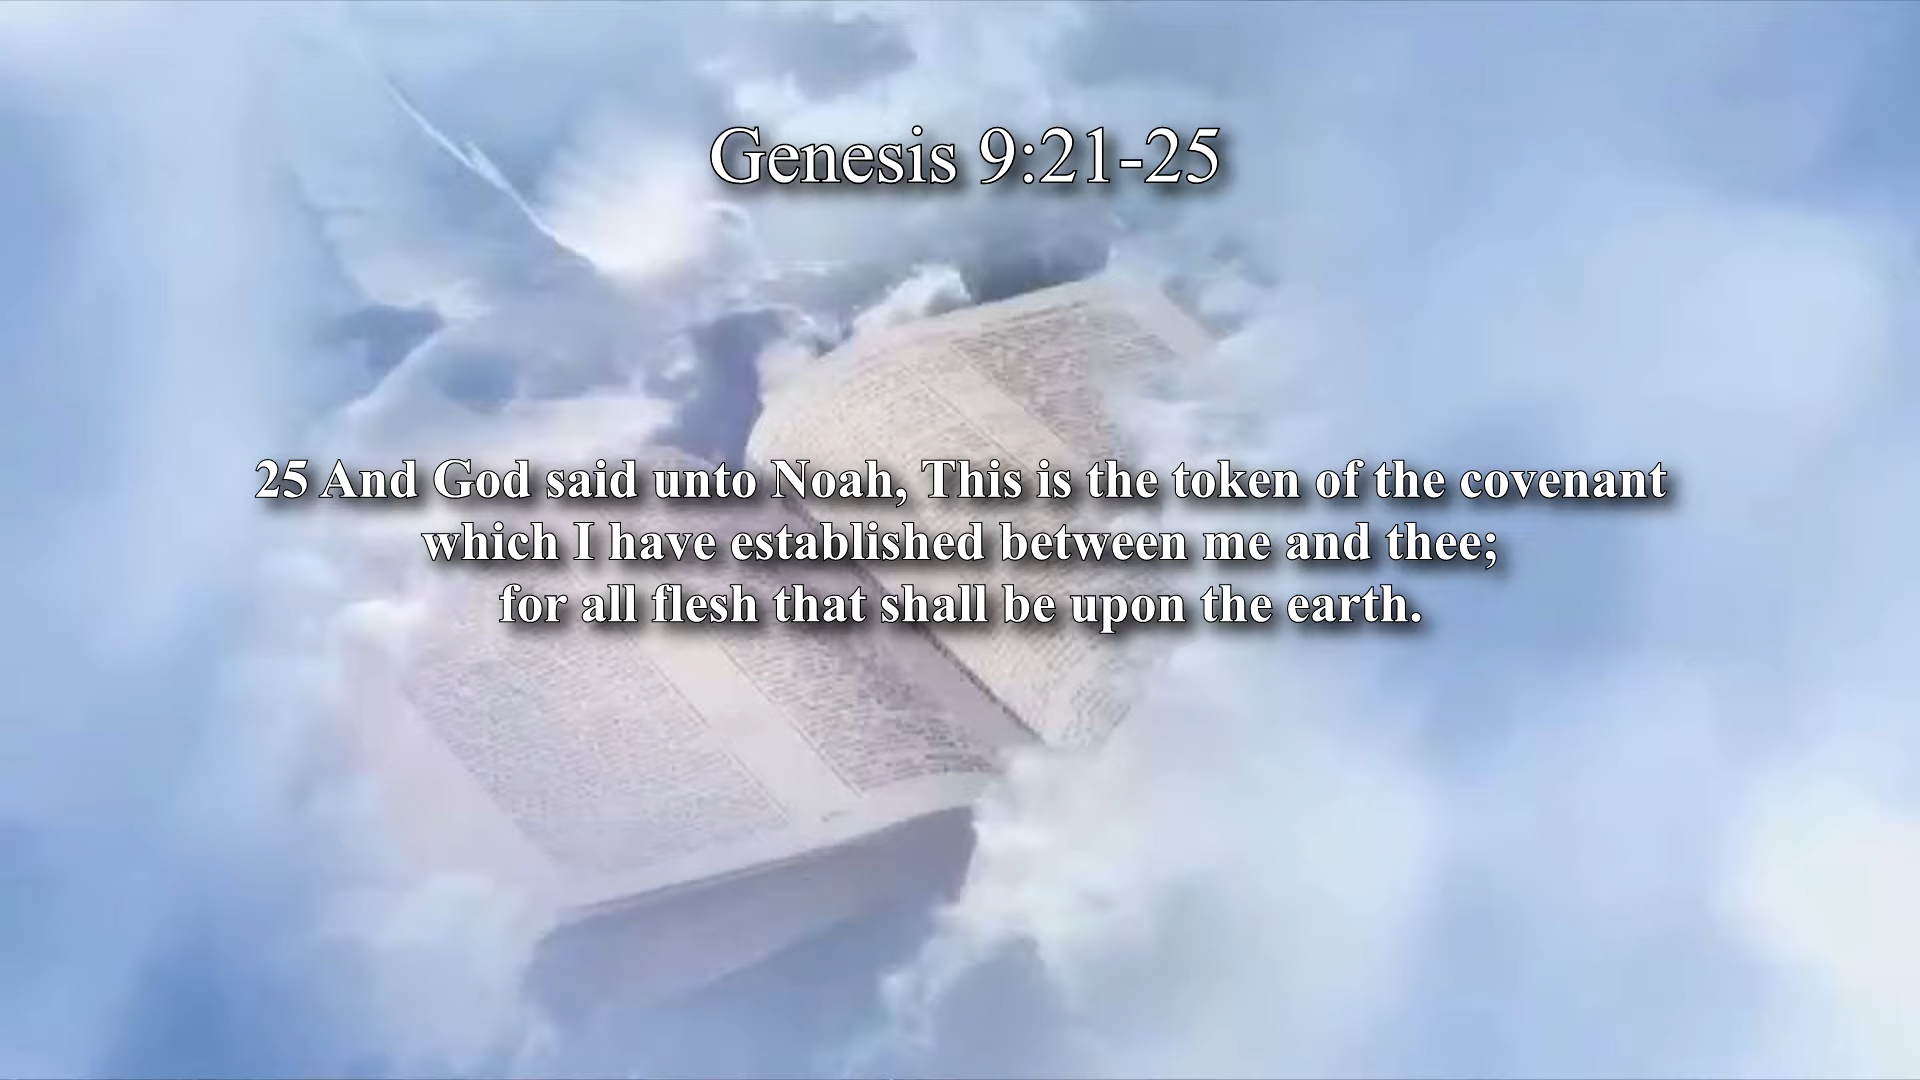 Genesis 9:21-25
25 And God said unto Noah, This is the token of the covenant
which I have established between me and thee;
for all flesh that shall be upon the earth.